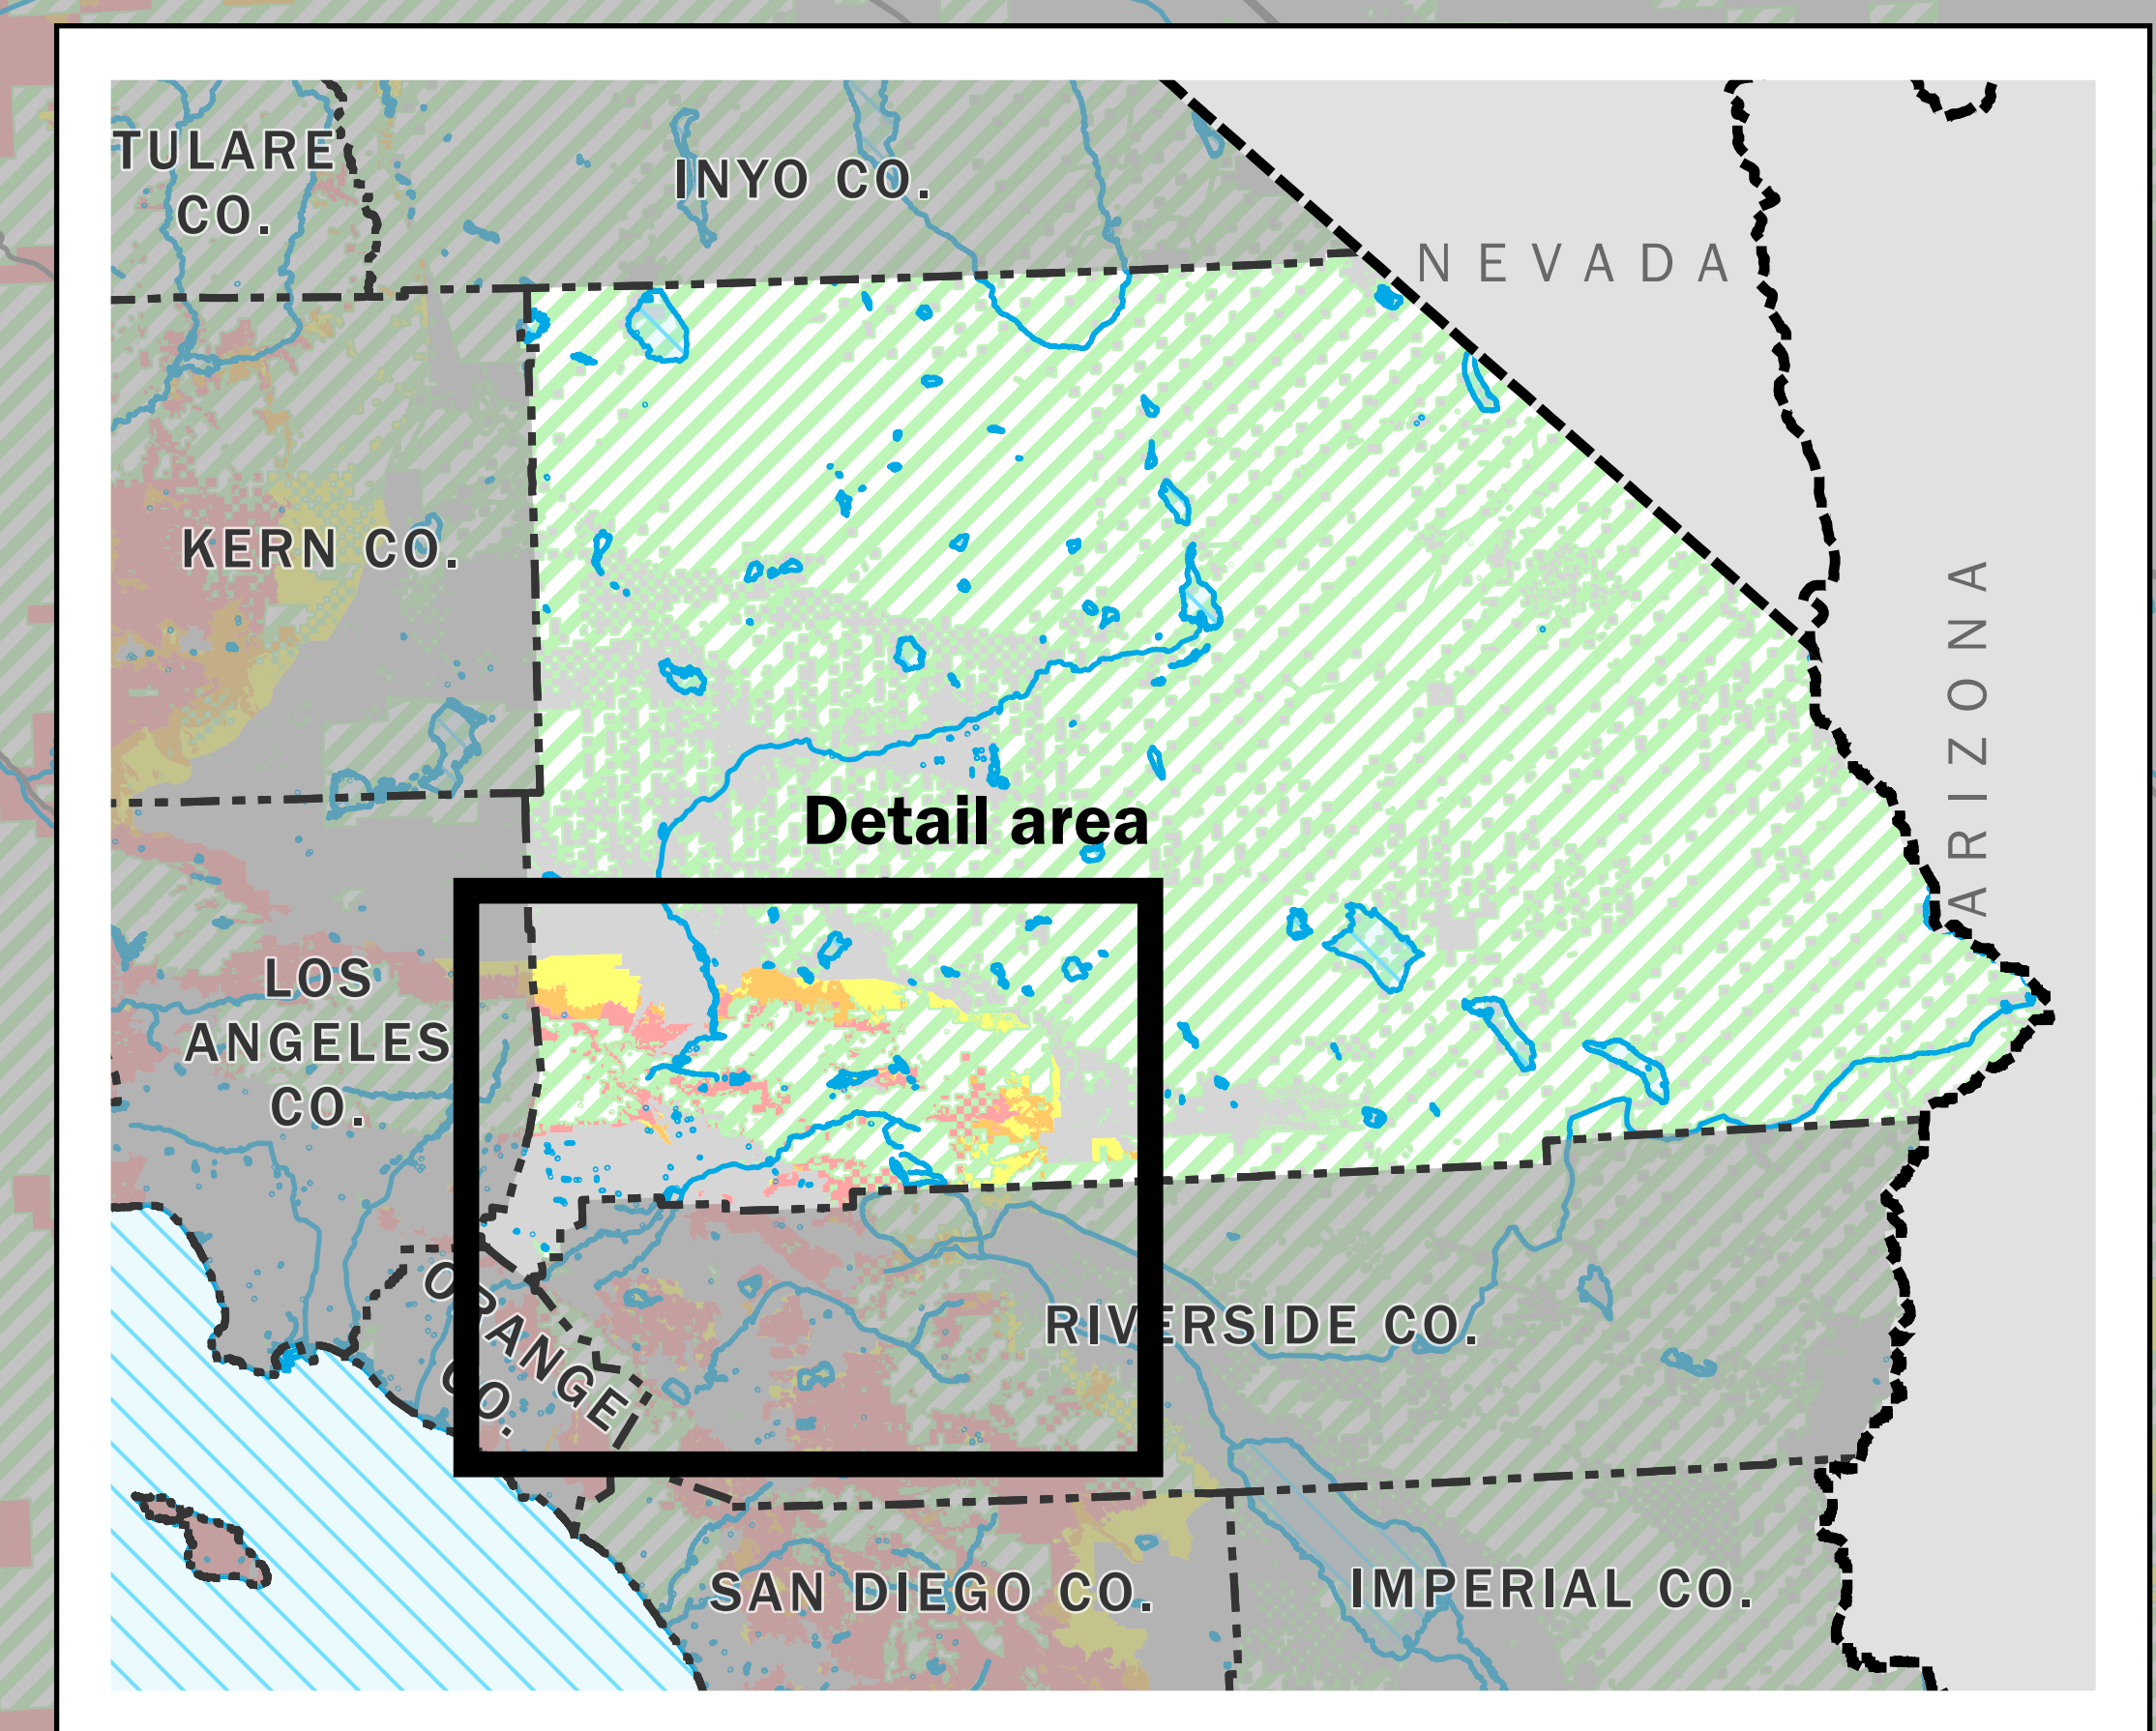 TULARE
CO.
INYO CO.
NEVADA
KERN CO.
ARIZONA
Detail area
LOS
ANGELES
CO.
ORANGE
CO.
RIVERSIDE CO.
SAN DIEGO CO.
IMPERIAL CO.